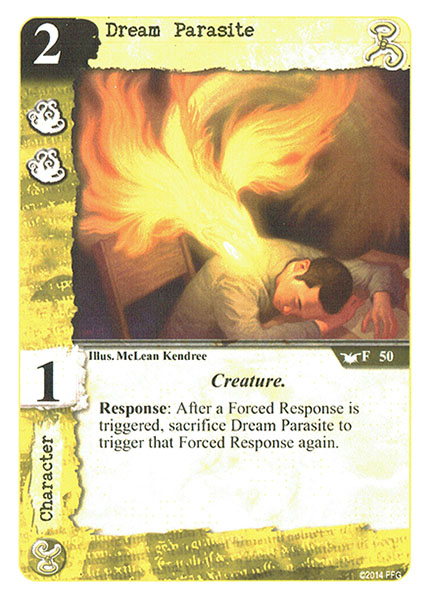 2
Dream Parasite
Illus. McLean Kendree
F 50
1
Creature.
Response: After a Forced Response is
triggered, sacrifice Dream Parasite to
trigger that Forced Response again.
Character
©2014 FFG